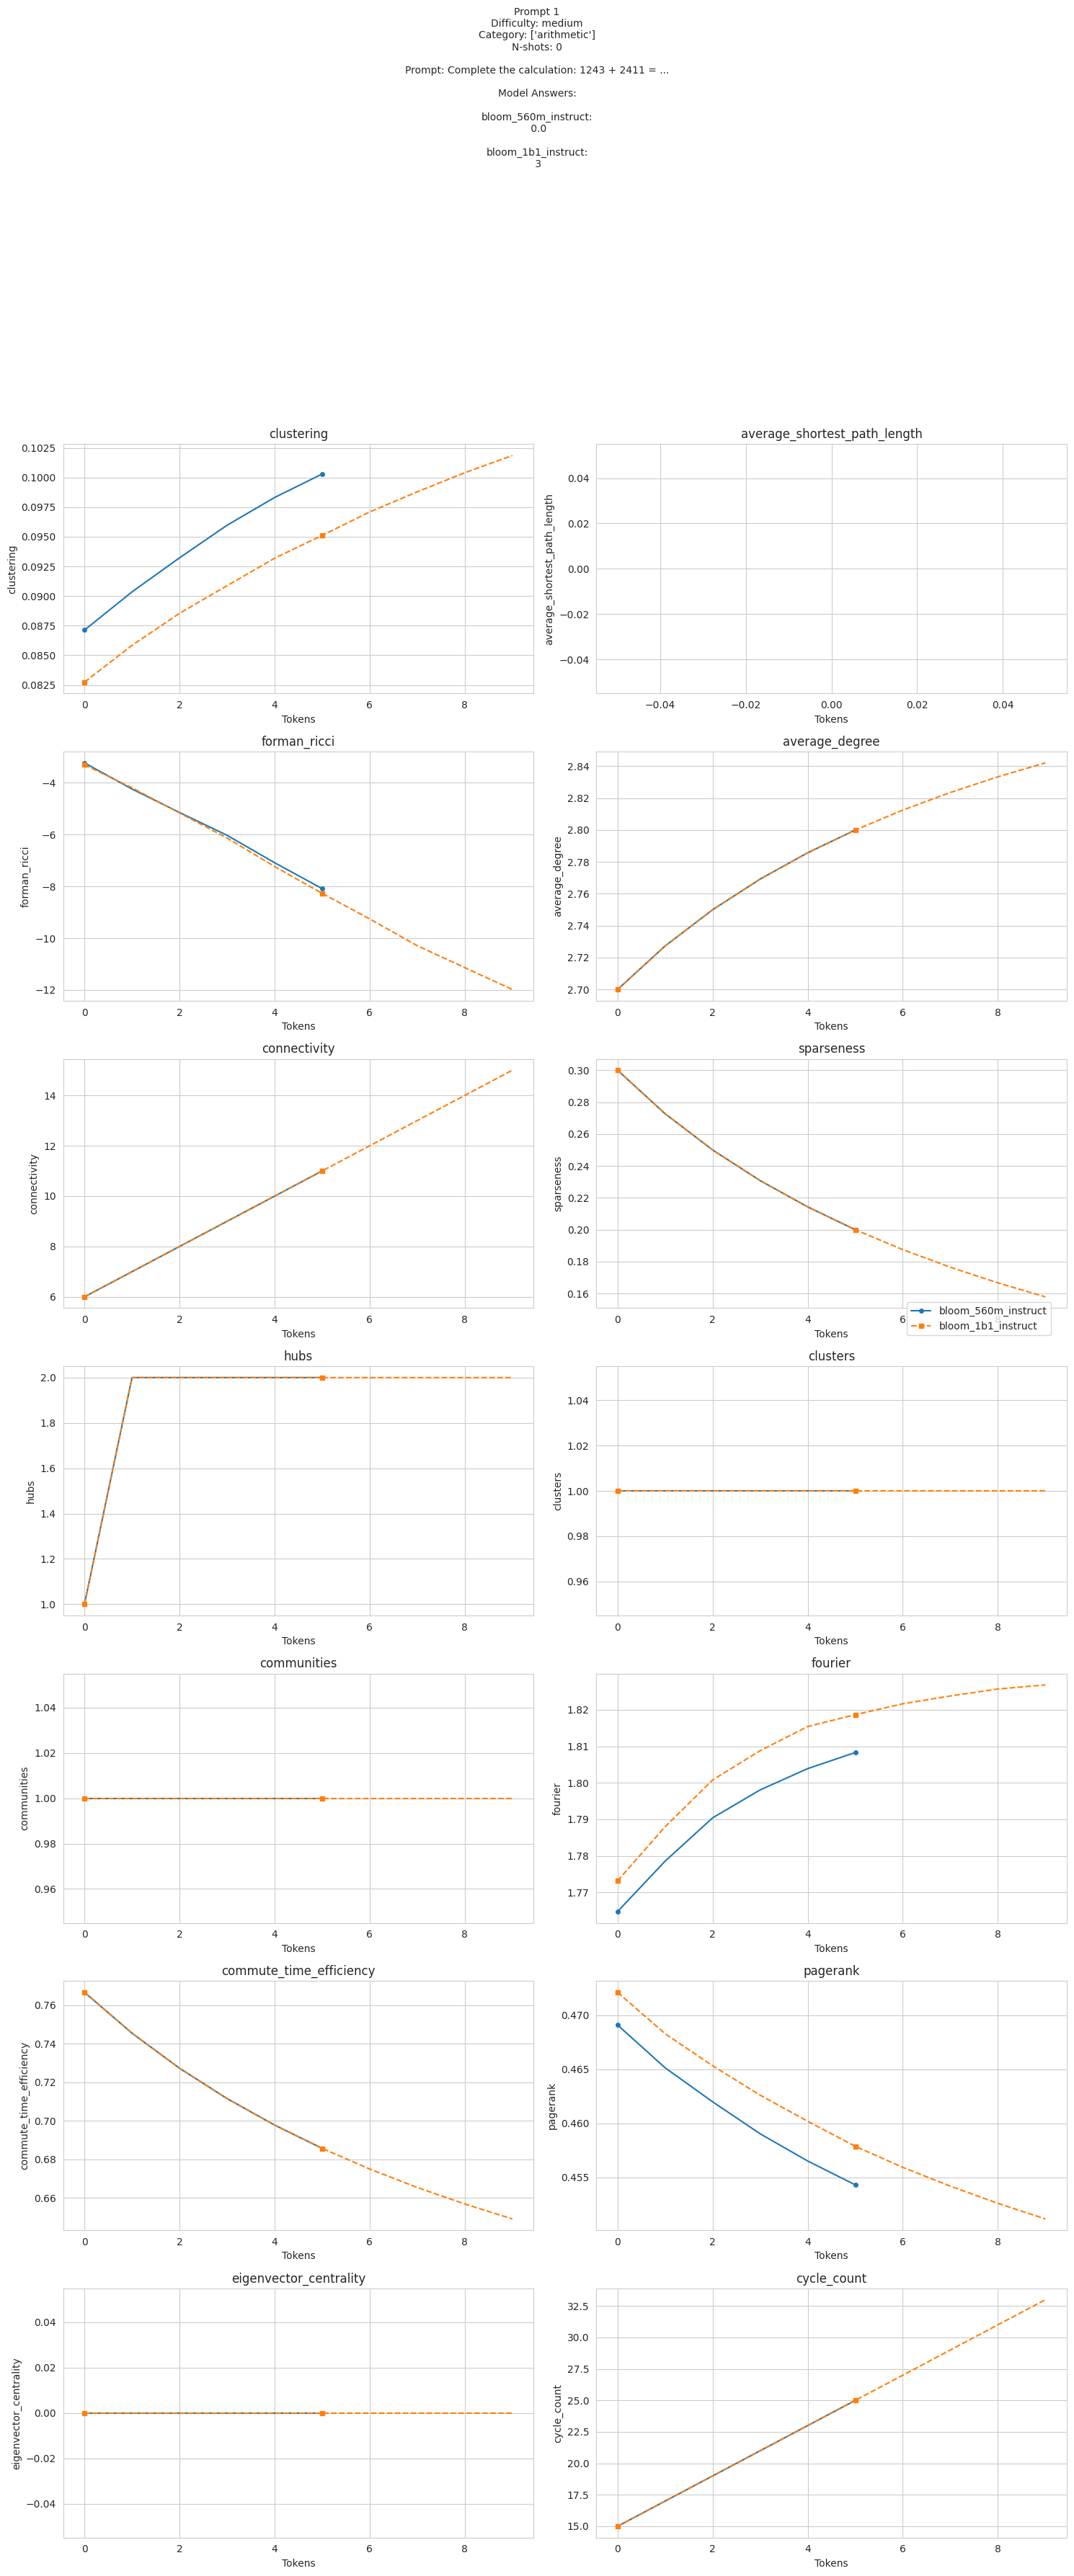 Prompt 1
Difficulty: medium
Category: ['arithmetic']
N-shots: 0
Prompt: Complete the calculation: 1243 + 2411 = ...
Model Answers:
bloom_560m_instruct:
0.0
bloom_1b1_instruct:
3
clustering
clustering
0.1025
0.1000
0.0975
0.0950
0.0925
0.0900
0.0875
0.0850
0.0825
0 2 4 6 8
Tokens
average_shortest_path_length
average_shortest_path_length
0.04
0.02
0.00
−0.02
−0.04
−0.04 −0.02 0.00 0.02 0.04
Tokens
forman_ricci
forman_ricci
−4
−6
−8
−10
−12
0 2 4 6 8
Tokens
average_degree
average_degree
2.84
2.82
2.80
2.78
2.76
2.74
2.72
2.70
0 2 4 6 8
Tokens
connectivity
connectivity
14
12
10
8
6
0 2 4 6 8
Tokens
sparseness
sparseness
0.30
0.28
0.26
0.24
0.22
0.20
0.18
0.16
0 2 4 6
Tokens
bloom_560m_instruct
bloom_1b1_instruct
hubs
hubs
2.0
1.8
1.6
1.4
1.2
1.0
0 2 4 6 8
Tokens
clusters
clusters
1.04
1.02
1.00
0.98
0.96
0 2 4 6 8
Tokens
communities
communities
1.04
1.02
1.00
0.98
0.96
0 2 4 6 8
Tokens
fourier
fourier
1.82
1.81
1.80
1.79
1.78
1.77
0 2 4 6 8
Tokens
commute_time_efficiency
commute_time_efficiency
0.76
0.74
0.72
0.70
0.68
0.66
0 2 4 6 8
Tokens
pagerank
pagerank
0.470
0.465
0.460
0.455
0 2 4 6 8
Tokens
eigenvector_centrality
eigenvector_centrality
0.04
0.02
0.00
−0.02
−0.04
0 2 4 6 8
Tokens
cycle_count
cycle_count
32.5
30.0
27.5
25.0
22.5
20.0
17.5
15.0
0 2 4 6 8
Tokens